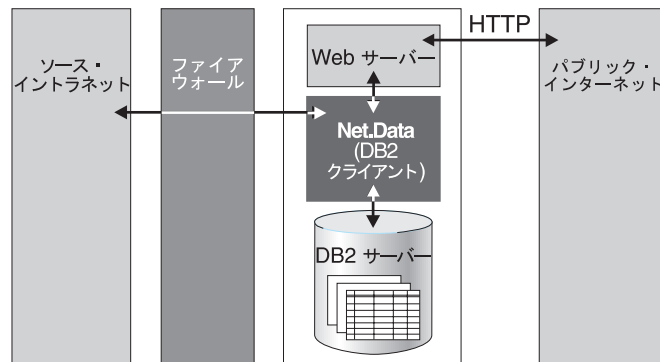 ソース・
イントラネット
ファイア
ウォール
Web サーバー
HTTP
パブリック・
インターネット
Net.Data
(DB2
クライアント)
DB2 サーバー